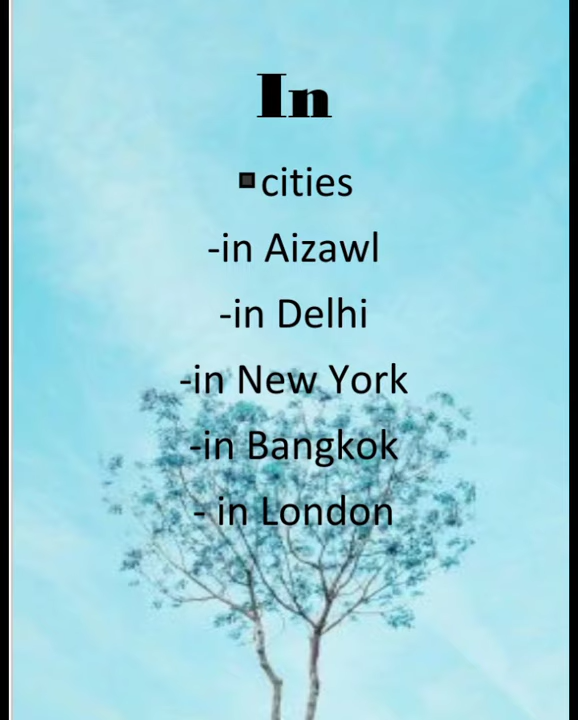 In
▪cities
-in Aizawl
-in Delhi
-in New York
-in Bangkok
- in London